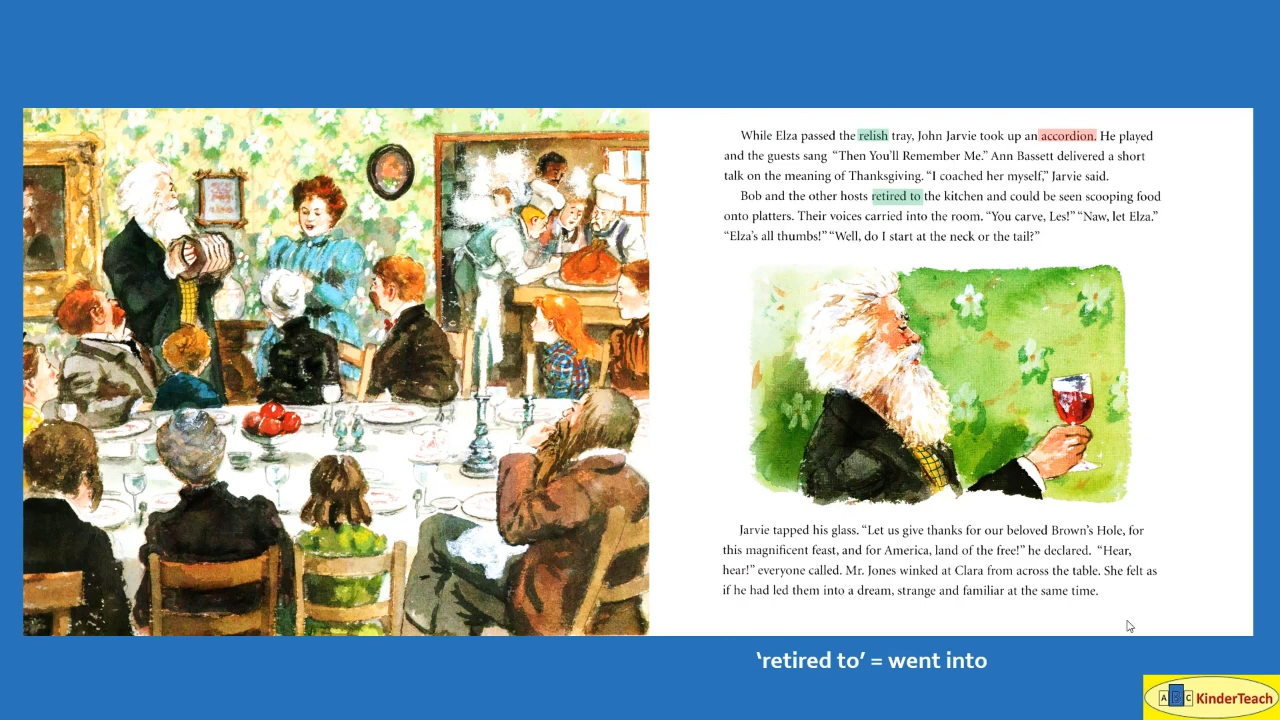 While Elza passed the relish tray, John Jarvie took up an accordion. He played
and the guests sang “Then You’ll Remember Me.” Ann Bassett delivered a short
talk on the meaning of Thanksgiving. “I coached her myself,” Jarvie said.
Bob and the other hosts retired to the kitchen and could be seen scooping food
onto platters. Their voices carried into the room. “You carve, Les!” “Naw, let Elza.”
“Elza’s all thumbs!” “Well, do I start at the neck or the tail?”
Jarvie tapped his glass. “Let us give thanks for our beloved Brown’s Hole, for
this magnificent feast, and for America, land of the free!” he declared. “Hear,
hear!” everyone called. Mr. Jones winked at Clara from across the table. She felt as
if he had led them into a dream, strange and familiar at the same time.
‘retired to’ = went into
ABC KinderTeach